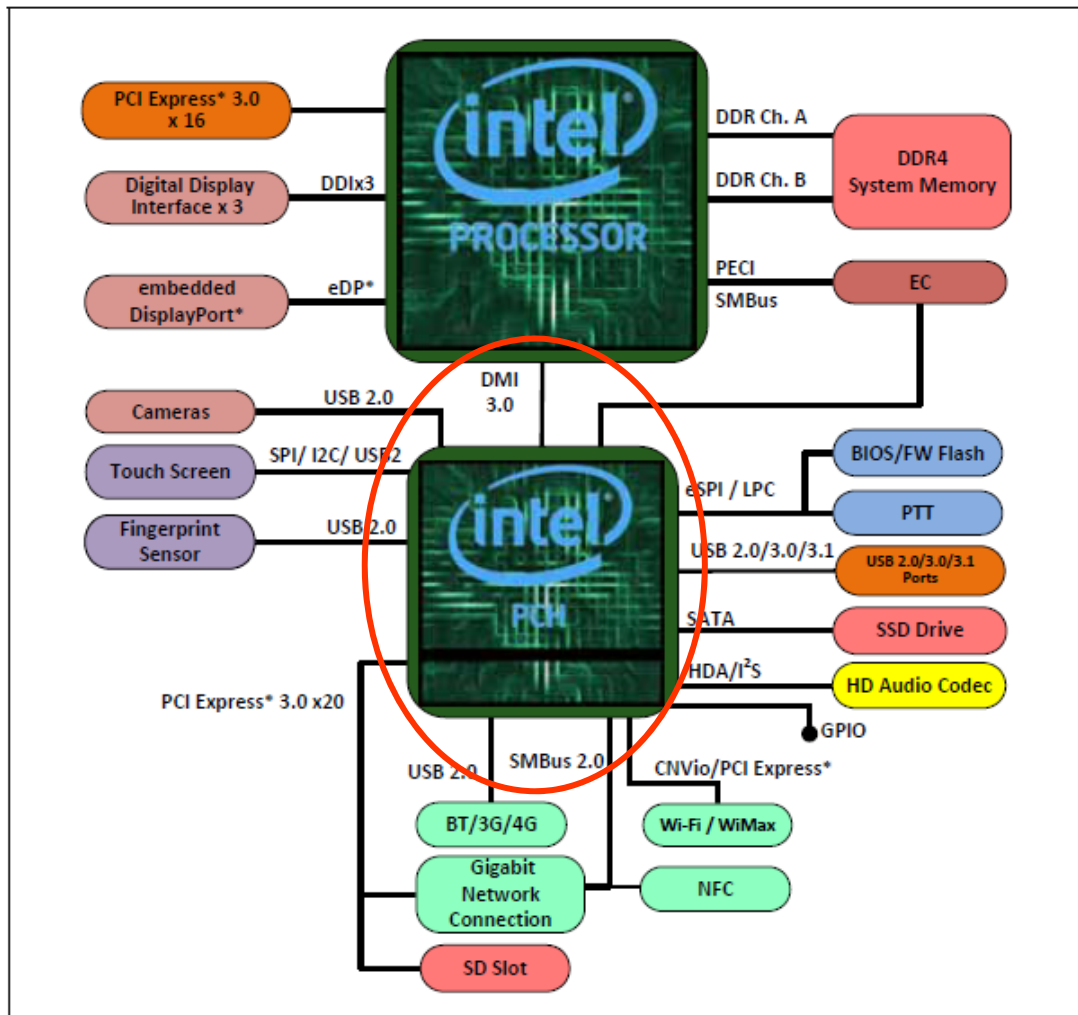 PCI Express* 3.0
x 16
intel®
PROCESSOR
DDR Ch. A
DDR4
System Memory
Digital Display
Interface x 3
DDIx3
DDR Ch. B
embedded
DisplayPort*
eDP*
PECI
SMBus
EC
DMI
3.0
Cameras
USB 2.0
Touch Screen
SPI/ I2C/ USB2
Fingerprint
Sensor
USB 2.0
intel®
PCH
eSPI / LPC
BIOS/FW Flash
PTT
USB 2.0/3.0/3.1
USB 2.0/3.0/3.1
Ports
SATA
SSD Drive
HDA/I²S
HD Audio Codec
GPIO
PCI Express* 3.0 x20
USB 2.0
SMBus 2.0
CNVio/PCI Express*
BT/3G/4G
Wi-Fi / WiMax
Gigabit
Network
Connection
NFC
SD Slot